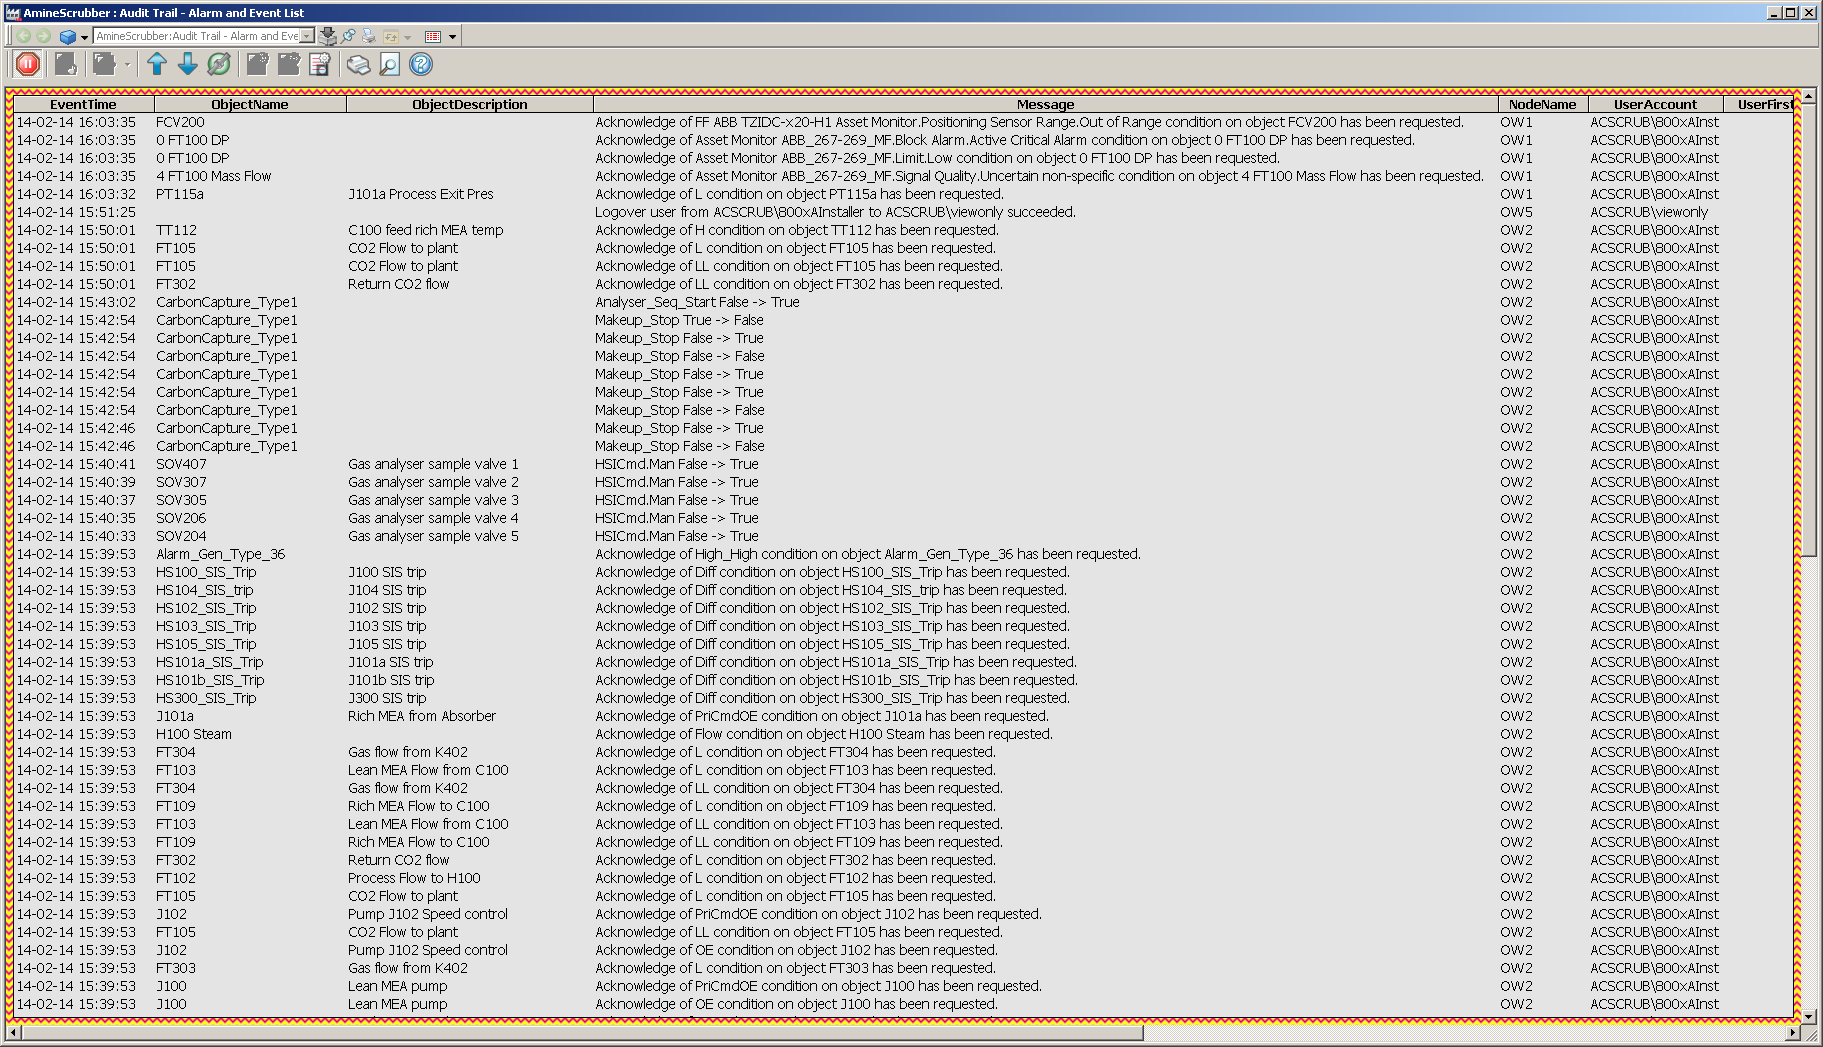 AmineScrubber : Audit Trail - Alarm and Event List
AmineScrubber:Audit Trail - Alarm and Eve
EventTime ObjectName ObjectDescription Message NodeName UserAccount UserFirst
14-02-14 16:03:35 FCV200 Acknowledge of FF ABB TZIDC-x20-H1 Asset Monitor.Positioning Sensor Range.Out of Range condition on object FCV200 has been requested. OW1 ACSCRUB\800xAInst
14-02-14 16:03:35 0 FT100 DP Acknowledge of Asset Monitor ABB_267-269_MF.Block Alarm.Active Critical Alarm condition on object 0 FT100 DP has been requested. OW1 ACSCRUB\800xAInst
14-02-14 16:03:35 0 FT100 DP Acknowledge of Asset Monitor ABB_267-269_MF.Limit.Low condition on object 0 FT100 DP has been requested. OW1 ACSCRUB\800xAInst
14-02-14 16:03:35 4 FT100 Mass Flow Acknowledge of Asset Monitor ABB_267-269_MF.Signal Quality.Uncertain non-specific condition on object 4 FT100 Mass Flow has been requested. OW1 ACSCRUB\800xAInst
14-02-14 16:03:32 PT115a J101a Process Exit Pres Acknowledge of L condition on object PT115a has been requested. OW1 ACSCRUB\800xAInst
14-02-14 15:51:25 Logover user from ACSCRUB\800xAInstaller to ACSCRUB\viewonly succeeded. OW5 ACSCRUB\viewonly
14-02-14 15:50:01 TT112 C100 feed rich MEA temp Acknowledge of H condition on object TT112 has been requested. OW2 ACSCRUB\800xAInst
14-02-14 15:50:01 FT105 CO2 Flow to plant Acknowledge of L condition on object FT105 has been requested. OW2 ACSCRUB\800xAInst
14-02-14 15:50:01 FT105 CO2 Flow to plant Acknowledge of LL condition on object FT105 has been requested. OW2 ACSCRUB\800xAInst
14-02-14 15:50:01 FT302 Return CO2 flow Acknowledge of LL condition on object FT302 has been requested. OW2 ACSCRUB\800xAInst
14-02-14 15:43:02 CarbonCapture_Type1 Analyser_Seq_Start False -> True OW2 ACSCRUB\800xAInst
14-02-14 15:42:54 CarbonCapture_Type1 Makeup_Stop True -> False OW2 ACSCRUB\800xAInst
14-02-14 15:42:54 CarbonCapture_Type1 Makeup_Stop False -> True OW2 ACSCRUB\800xAInst
14-02-14 15:42:54 CarbonCapture_Type1 Makeup_Stop False -> False OW2 ACSCRUB\800xAInst
14-02-14 15:42:54 CarbonCapture_Type1 Makeup_Stop False -> True OW2 ACSCRUB\800xAInst
14-02-14 15:42:54 CarbonCapture_Type1 Makeup_Stop False -> True OW2 ACSCRUB\800xAInst
14-02-14 15:42:54 CarbonCapture_Type1 Makeup_Stop False -> False OW2 ACSCRUB\800xAInst
14-02-14 15:42:46 CarbonCapture_Type1 Makeup_Stop False -> True OW2 ACSCRUB\800xAInst
14-02-14 15:42:46 CarbonCapture_Type1 Makeup_Stop False -> False OW2 ACSCRUB\800xAInst
14-02-14 15:40:41 SOV407 Gas analyser sample valve 1 HSICmd.Man False -> True OW2 ACSCRUB\800xAInst
14-02-14 15:40:39 SOV307 Gas analyser sample valve 2 HSICmd.Man False -> True OW2 ACSCRUB\800xAInst
14-02-14 15:40:37 SOV305 Gas analyser sample valve 3 HSICmd.Man False -> True OW2 ACSCRUB\800xAInst
14-02-14 15:40:35 SOV206 Gas analyser sample valve 4 HSICmd.Man False -> True OW2 ACSCRUB\800xAInst
14-02-14 15:40:33 SOV204 Gas analyser sample valve 5 HSICmd.Man False -> True OW2 ACSCRUB\800xAInst
14-02-14 15:39:53 Alarm_Gen_Type_36 Acknowledge of High_High condition on object Alarm_Gen_Type_36 has been requested. OW2 ACSCRUB\800xAInst
14-02-14 15:39:53 HS100_SIS_Trip J100 SIS trip Acknowledge of Diff condition on object HS100_SIS_Trip has been requested. OW2 ACSCRUB\800xAInst
14-02-14 15:39:53 HS104_SIS_trip J104 SIS trip Acknowledge of Diff condition on object HS104_SIS_trip has been requested. OW2 ACSCRUB\800xAInst
14-02-14 15:39:53 HS102_SIS_Trip J102 SIS trip Acknowledge of Diff condition on object HS102_SIS_Trip has been requested. OW2 ACSCRUB\800xAInst
14-02-14 15:39:53 HS103_SIS_Trip J103 SIS trip Acknowledge of Diff condition on object HS103_SIS_Trip has been requested. OW2 ACSCRUB\800xAInst
14-02-14 15:39:53 HS105_SIS_Trip J105 SIS trip Acknowledge of Diff condition on object HS105_SIS_Trip has been requested. OW2 ACSCRUB\800xAInst
14-02-14 15:39:53 HS101a_SIS_Trip J101a SIS trip Acknowledge of Diff condition on object HS101a_SIS_Trip has been requested. OW2 ACSCRUB\800xAInst
14-02-14 15:39:53 HS101b_SIS_Trip J101b SIS trip Acknowledge of Diff condition on object HS101b_SIS_Trip has been requested. OW2 ACSCRUB\800xAInst
14-02-14 15:39:53 HS300_SIS_Trip J300 SIS trip Acknowledge of Diff condition on object HS300_SIS_Trip has been requested. OW2 ACSCRUB\800xAInst
14-02-14 15:39:53 J101a Rich MEA from Absorber Acknowledge of PriCmdOE condition on object J101a has been requested. OW2 ACSCRUB\800xAInst
14-02-14 15:39:53 H100 Steam Acknowledge of Flow condition on object H100 Steam has been requested. OW2 ACSCRUB\800xAInst
14-02-14 15:39:53 FT304 Gas flow from K402 Acknowledge of L condition on object FT304 has been requested. OW2 ACSCRUB\800xAInst
14-02-14 15:39:53 FT103 Lean MEA Flow from C100 Acknowledge of L condition on object FT103 has been requested. OW2 ACSCRUB\800xAInst
14-02-14 15:39:53 FT304 Gas flow from K402 Acknowledge of LL condition on object FT304 has been requested. OW2 ACSCRUB\800xAInst
14-02-14 15:39:53 FT109 Rich MEA Flow to C100 Acknowledge of L condition on object FT109 has been requested. OW2 ACSCRUB\800xAInst
14-02-14 15:39:53 FT103 Lean MEA Flow from C100 Acknowledge of LL condition on object FT103 has been requested. OW2 ACSCRUB\800xAInst
14-02-14 15:39:53 FT109 Rich MEA Flow to C100 Acknowledge of LL condition on object FT109 has been requested. OW2 ACSCRUB\800xAInst
14-02-14 15:39:53 FT302 Return CO2 flow Acknowledge of L condition on object FT302 has been requested. OW2 ACSCRUB\800xAInst
14-02-14 15:39:53 FT102 Process Flow to H100 Acknowledge of L condition on object FT102 has been requested. OW2 ACSCRUB\800xAInst
14-02-14 15:39:53 FT105 CO2 Flow to plant Acknowledge of L condition on object FT105 has been requested. OW2 ACSCRUB\800xAInst
14-02-14 15:39:53 J102 Pump J102 Speed control Acknowledge of PriCmdOE condition on object J102 has been requested. OW2 ACSCRUB\800xAInst
14-02-14 15:39:53 FT105 CO2 Flow to plant Acknowledge of LL condition on object FT105 has been requested. OW2 ACSCRUB\800xAInst
14-02-14 15:39:53 J102 Pump J102 Speed control Acknowledge of OE condition on object J102 has been requested. OW2 ACSCRUB\800xAInst
14-02-14 15:39:53 FT303 Gas flow from K402 Acknowledge of L condition on object FT303 has been requested. OW2 ACSCRUB\800xAInst
14-02-14 15:39:53 J100 Lean MEA pump Acknowledge of PriCmdOE condition on object J100 has been requested. OW2 ACSCRUB\800xAInst
14-02-14 15:39:53 J100 Lean MEA pump Acknowledge of OE condition on object J100 has been requested. OW2 ACSCRUB\800xAInst